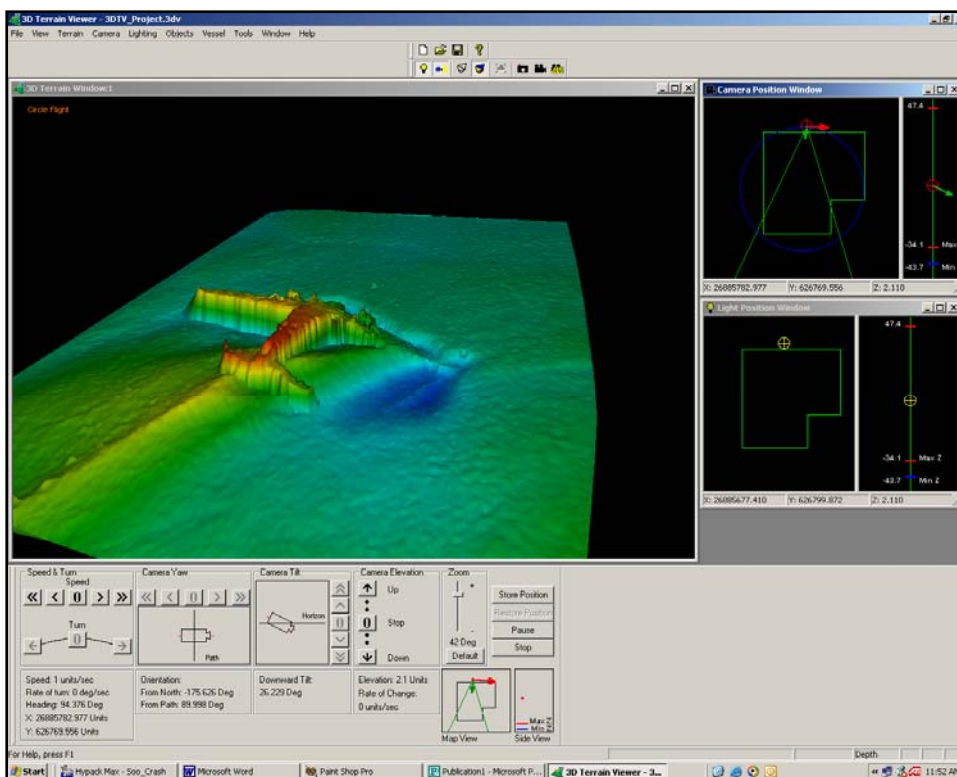 3D Terrain Viewer - 3DTV_Project.3dv
File View Terrain Camera Lighting Objects Vessel Tools Window Help
3D Terrain Window:1
Circle Flight
Camera Position Window
47.4
-34.1 Max
-43.7 Min
X: 26885782.977 Y: 626769.556 Z: 2.110
Light Position Window
47.4
-34.1 Max Z
-43.7 Min Z
X: 26885677.410 Y: 626799.872 Z: 2.110
Speed & Turn
Speed
0
Turn
0
Camera Yaw
0
Path
Camera Tilt
Horizon
0
Camera Elevation
Up
0 Stop
Down
Zoom
42 Deg
Default
Store Position
Restore Position
Pause
Stop
Speed: 1 units/sec
Rate of turn: 0 deg/sec
Heading: 94.376 Deg
X: 26885782.977 Units
Y: 626769.556 Units
Orientation:
From North: -175.626 Deg
From Path: 89.998 Deg
Downward Tilt:
26.229 Deg
Elevation: 2.1 Units
Rate of Change:
0 units/sec
Max Z
Min Z
Map View Side View
For Help, press F1
Depth
Start Hypack Max - Soo_Crash Microsoft Word Paint Shop Pro Publication1 - Microsoft P... 3D Terrain Viewer - 3... 11:52 AM